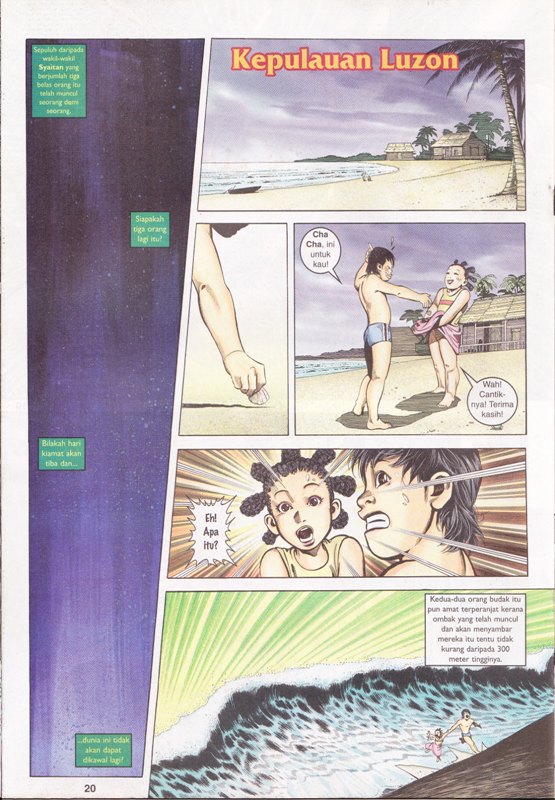 Sepuluh daripada
wakil-wakil
Syaitan yang
berjumlah tiga
belas orang itu
telah muncul
seorang demi
seorang.
Siapakah
tiga orang
lagi itu?
Bilakah hari
kiamat akan
tiba dan...
...dunia ini tidak
akan dapat
dikawal lagi?
Kepulauan Luzon
Cha
Cha, ini
untuk
kau!
Wah!
Cantik-
nya! Terima
kasih!
Eh!
Apa
itu?
Kedua-dua orang budak itu
pun amat terperanjat kerana
ombak yang telah muncul
dan akan menyambar
mereka itu tentu tidak
kurang daripada 300
meter tingginya.
20